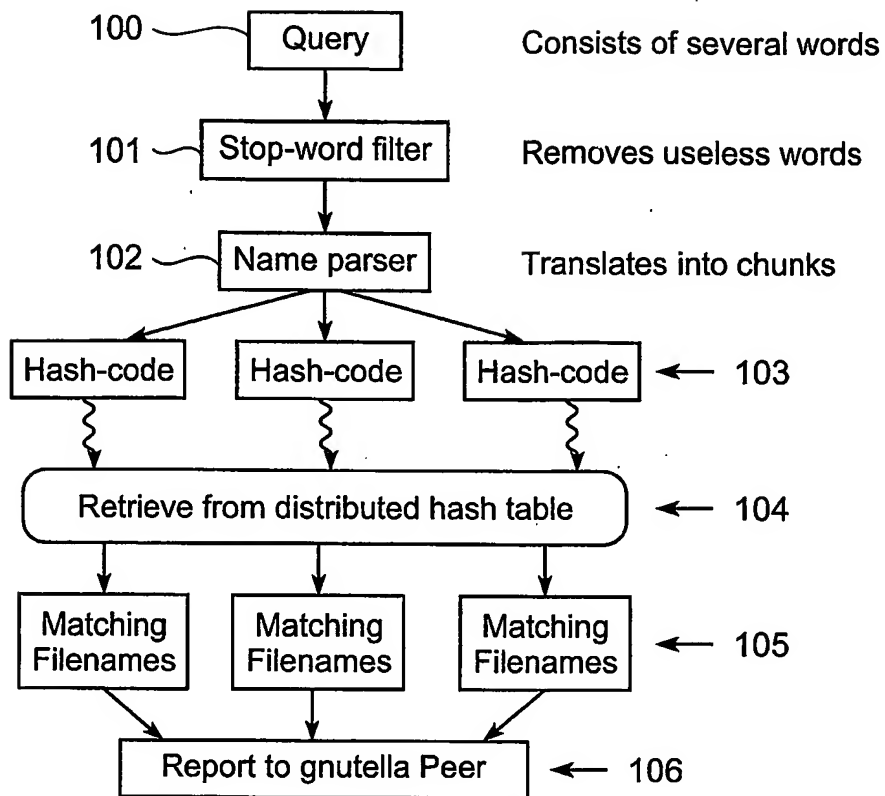 100 Query Consists of several words
101 Stop-word filter Removes useless words
102 Name parser Translates into chunks
Hash-code Hash-code Hash-code 103
Retrieve from distributed hash table 104
Matching Matching Matching
Filenames Filenames Filenames 105
Report to gnutella Peer 106